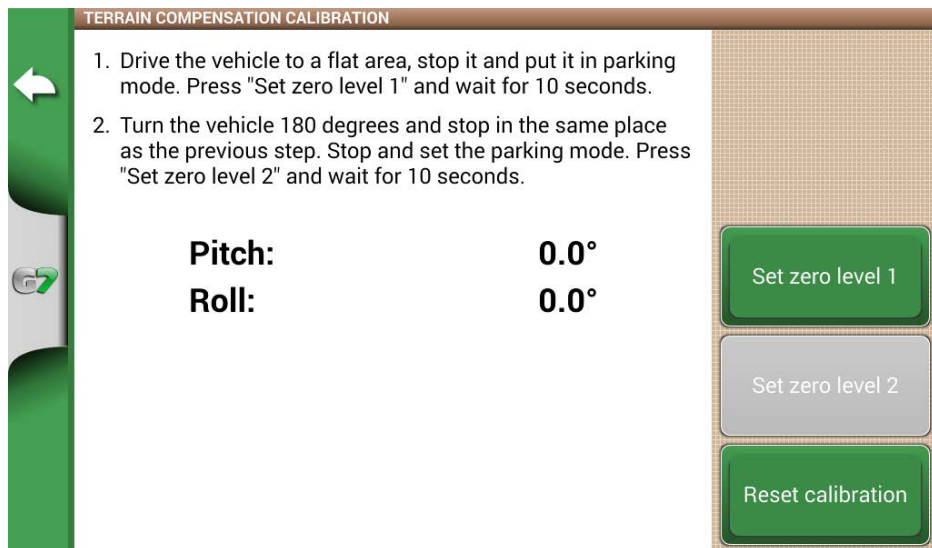 TERRAIN COMPENSATION CALIBRATION
1. Drive the vehicle to a flat area, stop it and put it in parking
mode. Press "Set zero level 1" and wait for 10 seconds.
2. Turn the vehicle 180 degrees and stop in the same place
as the previous step. Stop and set the parking mode. Press
"Set zero level 2" and wait for 10 seconds.
Pitch: 0.0°
Roll: 0.0°
G7
Set zero level 1
Set zero level 2
Reset calibration